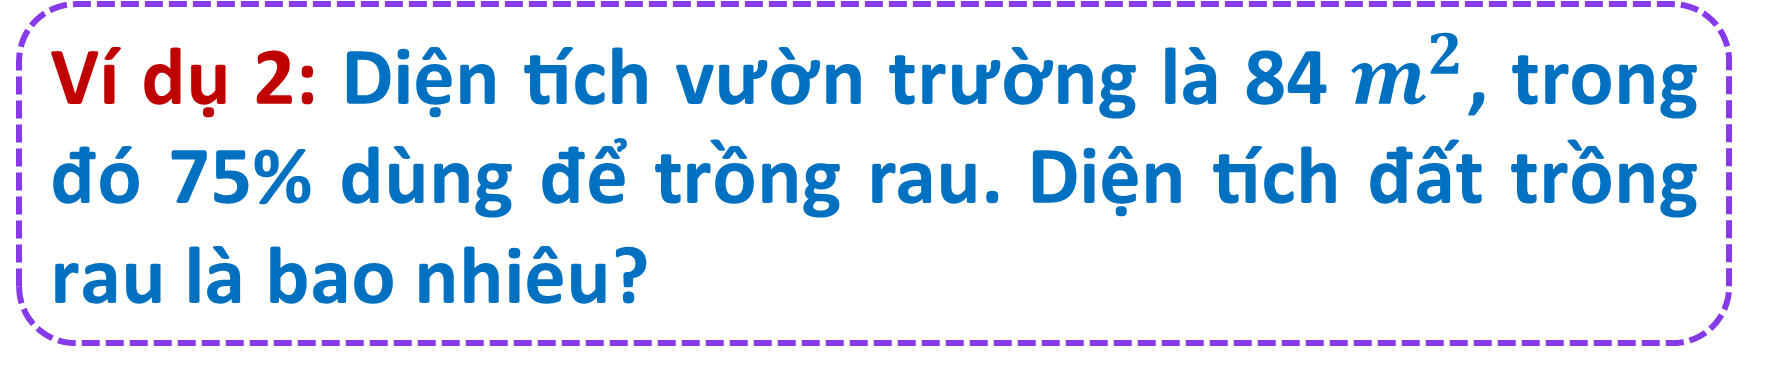 Ví dụ 2: Diện tích vườn trường là 84 m², trong
đó 75% dùng để trồng rau. Diện tích đất trồng
rau là bao nhiêu?